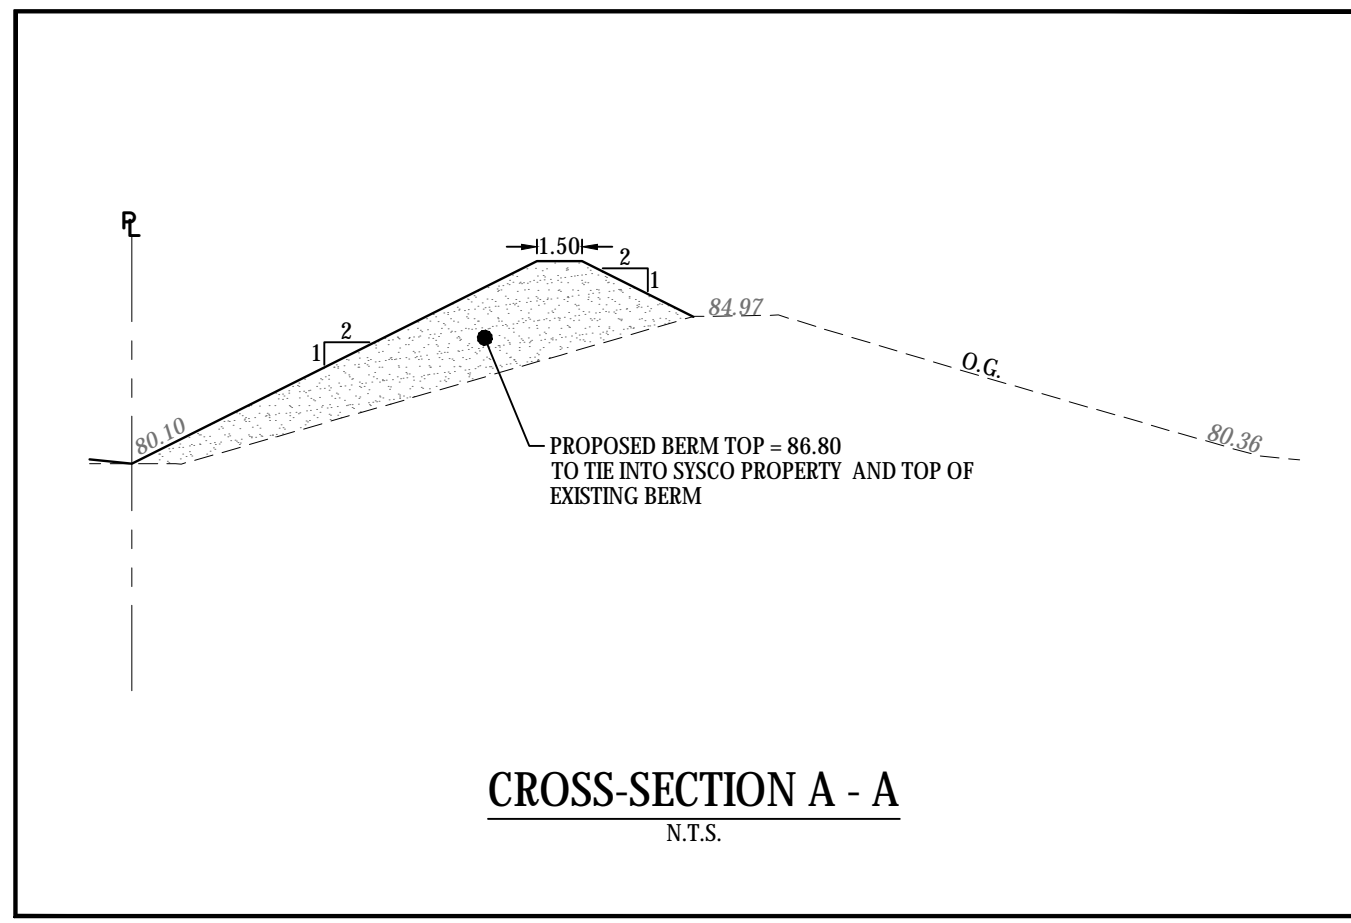 PL
1.50
2
1
84.97
2
1
O.G.
80.10
80.36
PROPOSED BERM TOP = 86.80
TO TIE INTO SYSCO PROPERTY AND TOP OF
EXISTING BERM
CROSS-SECTION A - A
N.T.S.